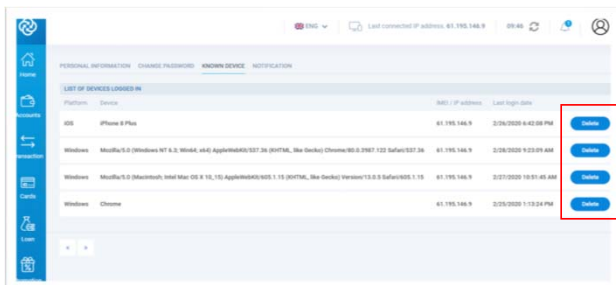 ENG Last connected IP address. 61.195.146.9 09:46
Home
PERSONAL INFORMATION CHANGE PASSWORD KNOWN DEVICE NOTIFICATION
LIST OF DEVICES LOGGED IN
Platform Device IMEI / IP address Last login date
Accounts
iOS iPhone 8 Plus 61.195.146.9 2/26/2020 6:42:08 PM Delete
Transaction
Windows Mozilla/5.0 (Windows NT 6.3; Win64; x64) AppleWebKit/537.36 (KHTML, like Gecko) Chrome/80.0.3987.122 Safari/537.36 61.195.146.9 2/28/2020 9:23:09 AM Delete
Windows Mozilla/5.0 (Macintosh; Intel Mac OS X 10_15) AppleWebKit/605.1.15 (KHTML, like Gecko) Version/13.0.5 Safari/605.1.15 61.195.146.9 2/27/2020 10:51:45 AM Delete
Cards
Windows Chrome 61.195.146.9 2/25/2020 1:13:24 PM Delete
Loan